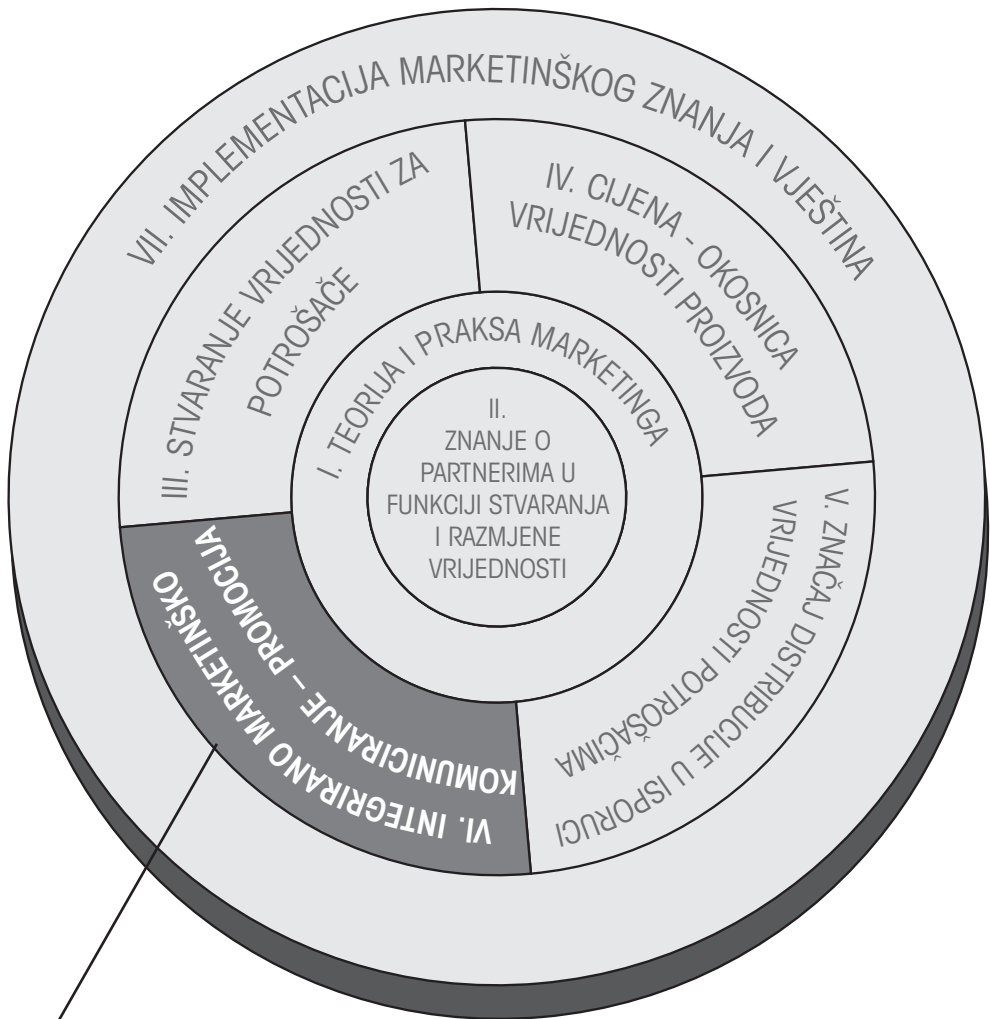 VII. IMPLEMENTACIJA MARKETINŠKOG ZNANJA I VJEŠTINA
III. STVARANJE VRIJEDNOSTI ZA
POTROŠAČE
IV. CIJENA - OKOSNICA
VRIJEDNOSTI PROIZVODA
I. TEORIJA I PRAKSA MARKETINGA
II.
ZNANJE O
PARTNERIMA U
FUNKCIJI STVARANJA
I RAZMJENE
VRIJEDNOSTI
V. ZNAČAJ DISTRIBUCIJE U ISPORUCI
VRIJEDNOSTI POTROŠAČIMA
VI. INTEGRIRANO MARKETINŠKO
KOMUNICIRANJE – PROMOCIJA